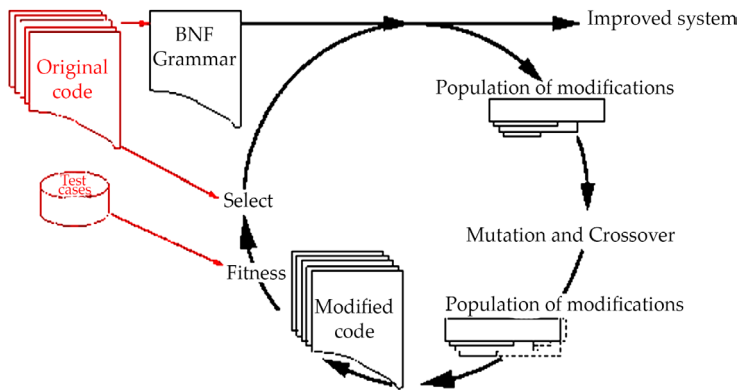 BNF
Grammar
Improved system
Original
code
Population of modifications
Test
cases
Select
Mutation and Crossover
Fitness
Modified
code
Population of modifications